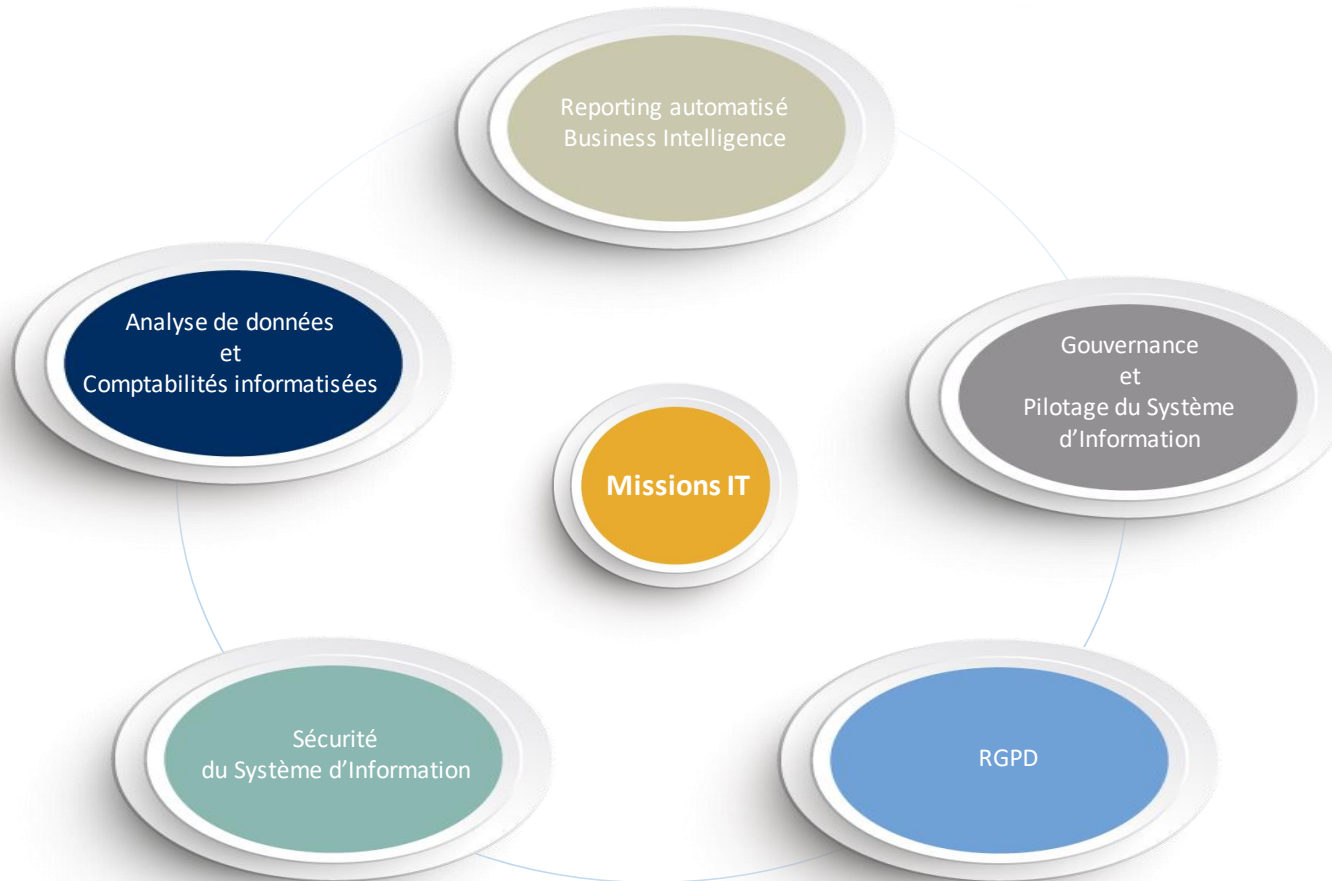 Reporting automatisé
Business Intelligence
Analyse de données
et
Comptabilités informatisées
Gouvernance
et
Pilotage du Système
d’Information
Missions IT
Sécurité
du Système d’Information
RGPD